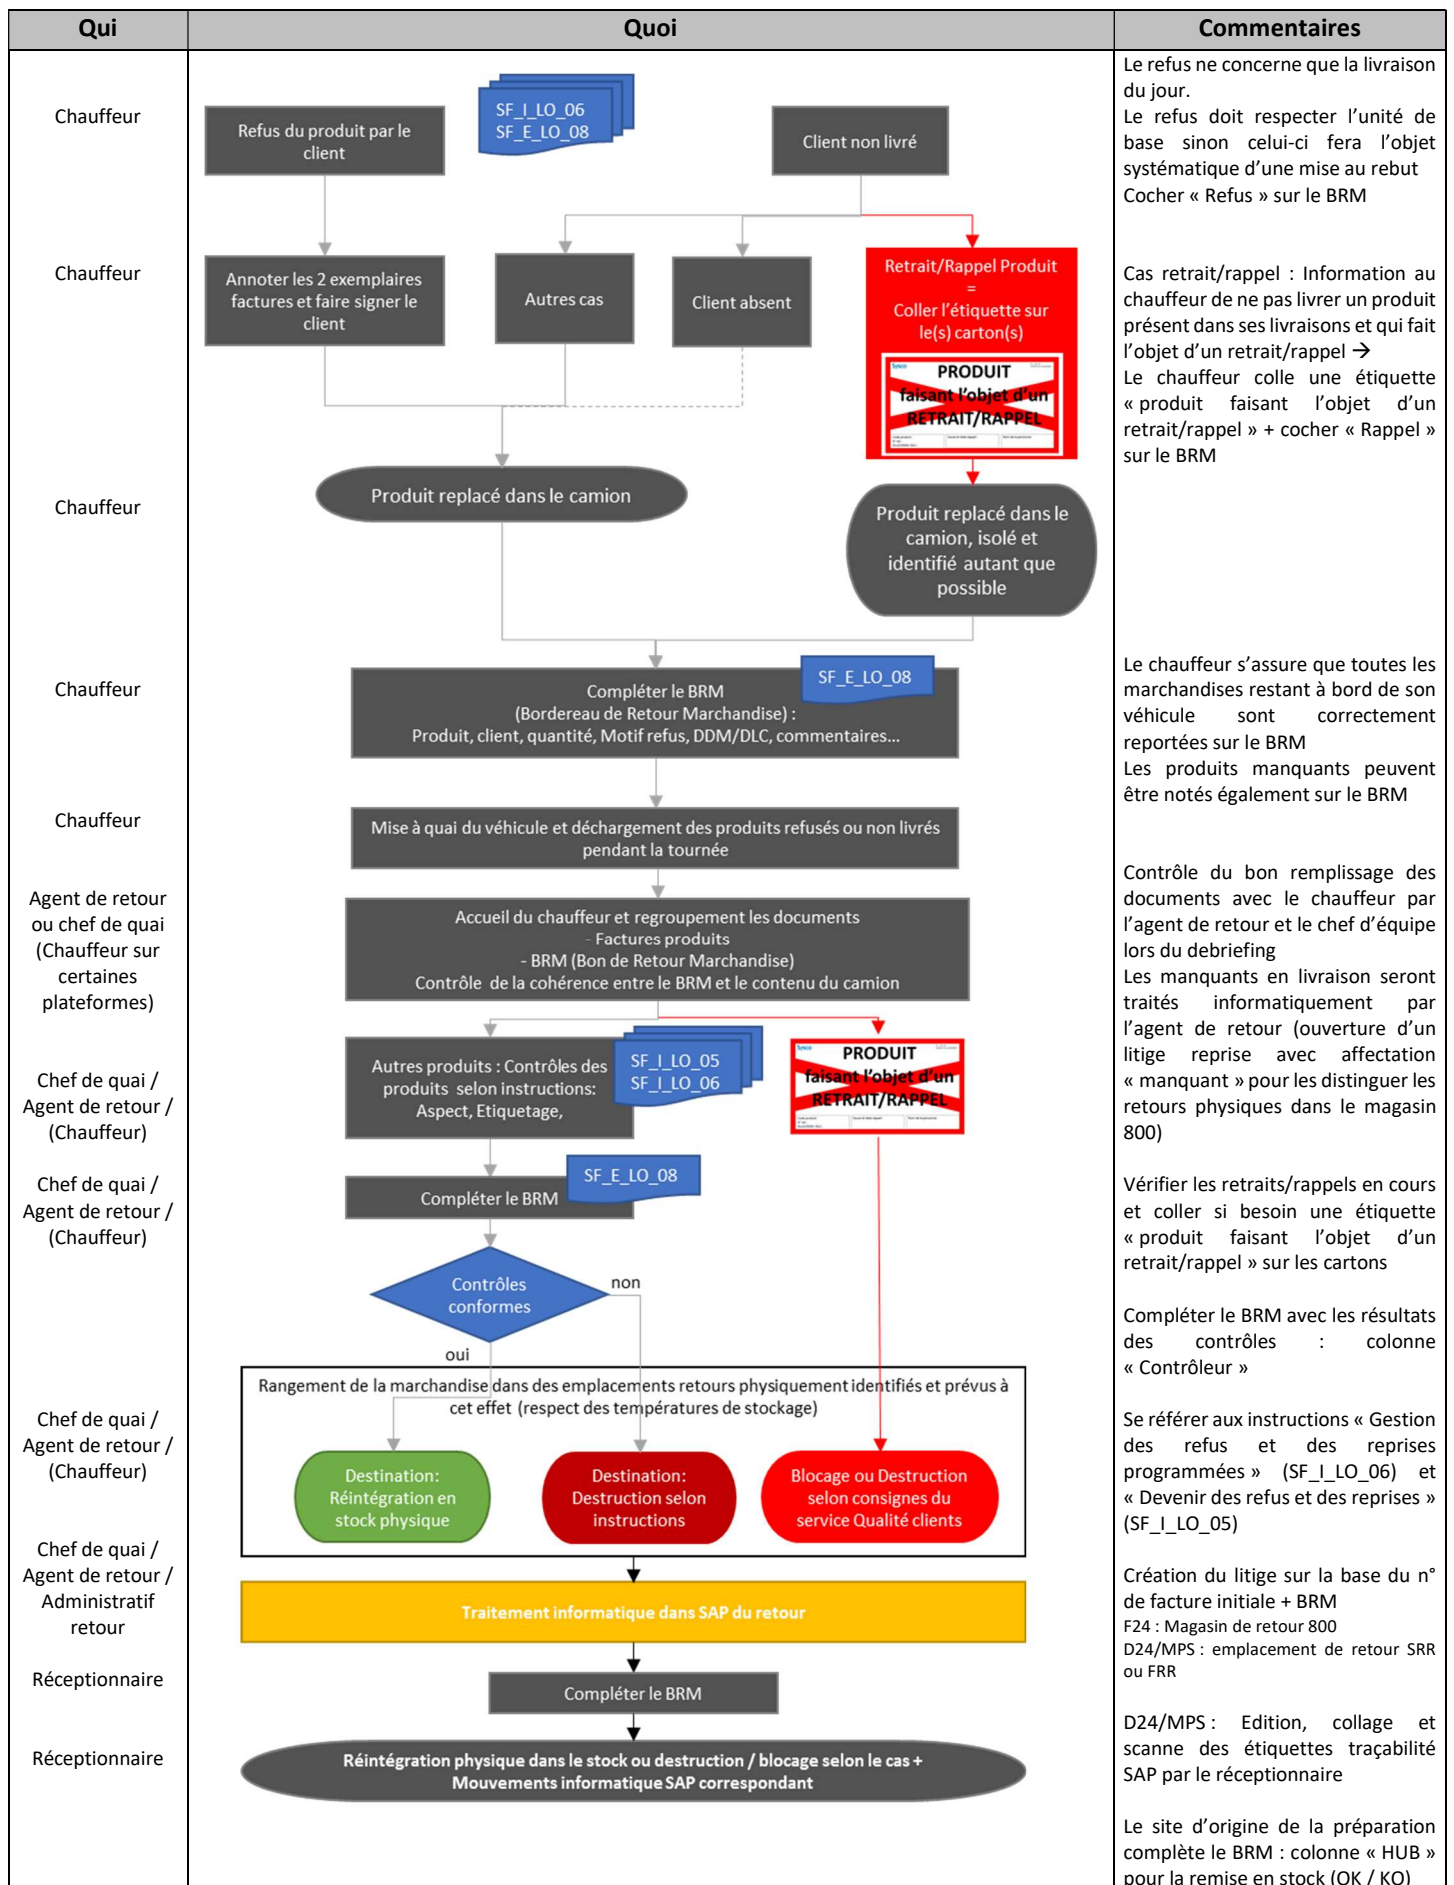 Qui
Quoi
Commentaires
Chauffeur
Refus du produit par le
client
SF_I_LO_06
SF_E_LO_08
Client non livré
Le refus ne concerne que la livraison
du jour.
Le refus doit respecter l’unité de
base sinon celui-ci fera l’objet
systématique d’une mise au rebut
Cocher « Refus » sur le BRM
Chauffeur
Annoter les 2 exemplaires
factures et faire signer le
client
Autres cas
Client absent
Retrait/Rappel Produit
=
Coller l’étiquette sur
le(s) carton(s)
Sysco
PRODUIT
faisant l’objet d’un
RETRAIT/RAPPEL
Cas retrait/rappel : Information au
chauffeur de ne pas livrer un produit
présent dans ses livraisons et qui fait
l’objet d’un retrait/rappel →
Le chauffeur colle une étiquette
« produit faisant l’objet d’un
retrait/rappel » + cocher « Rappel »
sur le BRM
Chauffeur
Produit replacé dans le camion
Produit replacé dans le
camion, isolé et
identifié autant que
possible
Chauffeur
SF_E_LO_08
Compléter le BRM
(Bordereau de Retour Marchandise) :
Produit, client, quantité, Motif refus, DDM/DLC, commentaires...
Le chauffeur s’assure que toutes les
marchandises restant à bord de son
véhicule sont correctement
reportées sur le BRM
Les produits manquants peuvent
être notés également sur le BRM
Chauffeur
Mise à quai du véhicule et déchargement des produits refusés ou non livrés
pendant la tournée
Agent de retour
ou chef de quai
(Chauffeur sur
certaines
plateformes)
Accueil du chauffeur et regroupement les documents
- Factures produits
- BRM (Bon de Retour Marchandise)
Contrôle de la cohérence entre le BRM et le contenu du camion
Contrôle du bon remplissage des
documents avec le chauffeur par
l’agent de retour et le chef d’équipe
lors du debriefing
Les manquants en livraison seront
traités informatiquement par
l’agent de retour (ouverture d’un
litige reprise avec affectation
« manquant » pour les distinguer les
retours physiques dans le magasin
800)
Chef de quai /
Agent de retour /
(Chauffeur)
Autres produits : Contrôles des
produits selon instructions:
Aspect, Etiquetage,
SF_I_LO_05
SF_I_LO_06
Sysco
PRODUIT
faisant l’objet d’un
RETRAIT/RAPPEL
Chef de quai /
Agent de retour /
(Chauffeur)
SF_E_LO_08
Compléter le BRM
Vérifier les retraits/rappels en cours
et coller si besoin une étiquette
« produit faisant l’objet d’un
retrait/rappel » sur les cartons
Contrôles
conformes
non
oui
Compléter le BRM avec les résultats
des contrôles : colonne
« Contrôleur »
Rangement de la marchandise dans des emplacements retours physiquement identifiés et prévus à
cet effet (respect des températures de stockage)
Chef de quai /
Agent de retour /
(Chauffeur)
Destination:
Réintégration en
stock physique
Destination:
Destruction selon
instructions
Blocage ou Destruction
selon consignes du
service Qualité clients
Se référer aux instructions « Gestion
des refus et des reprises
programmées » (SF_I_LO_06) et
« Devenir des refus et des reprises »
(SF_I_LO_05)
Chef de quai /
Agent de retour /
Administratif
retour
Traitement informatique dans SAP du retour
Création du litige sur la base du n°
de facture initiale + BRM
F24 : Magasin de retour 800
D24/MPS : emplacement de retour SRR
ou FRR
Réceptionnaire
Compléter le BRM
Réceptionnaire
Réintégration physique dans le stock ou destruction / blocage selon le cas +
Mouvements informatique SAP correspondant
D24/MPS : Edition, collage et
scanne des étiquettes traçabilité
SAP par le réceptionnaire
Le site d’origine de la préparation
complète le BRM : colonne « HUB »
pour la remise en stock (OK / KO)